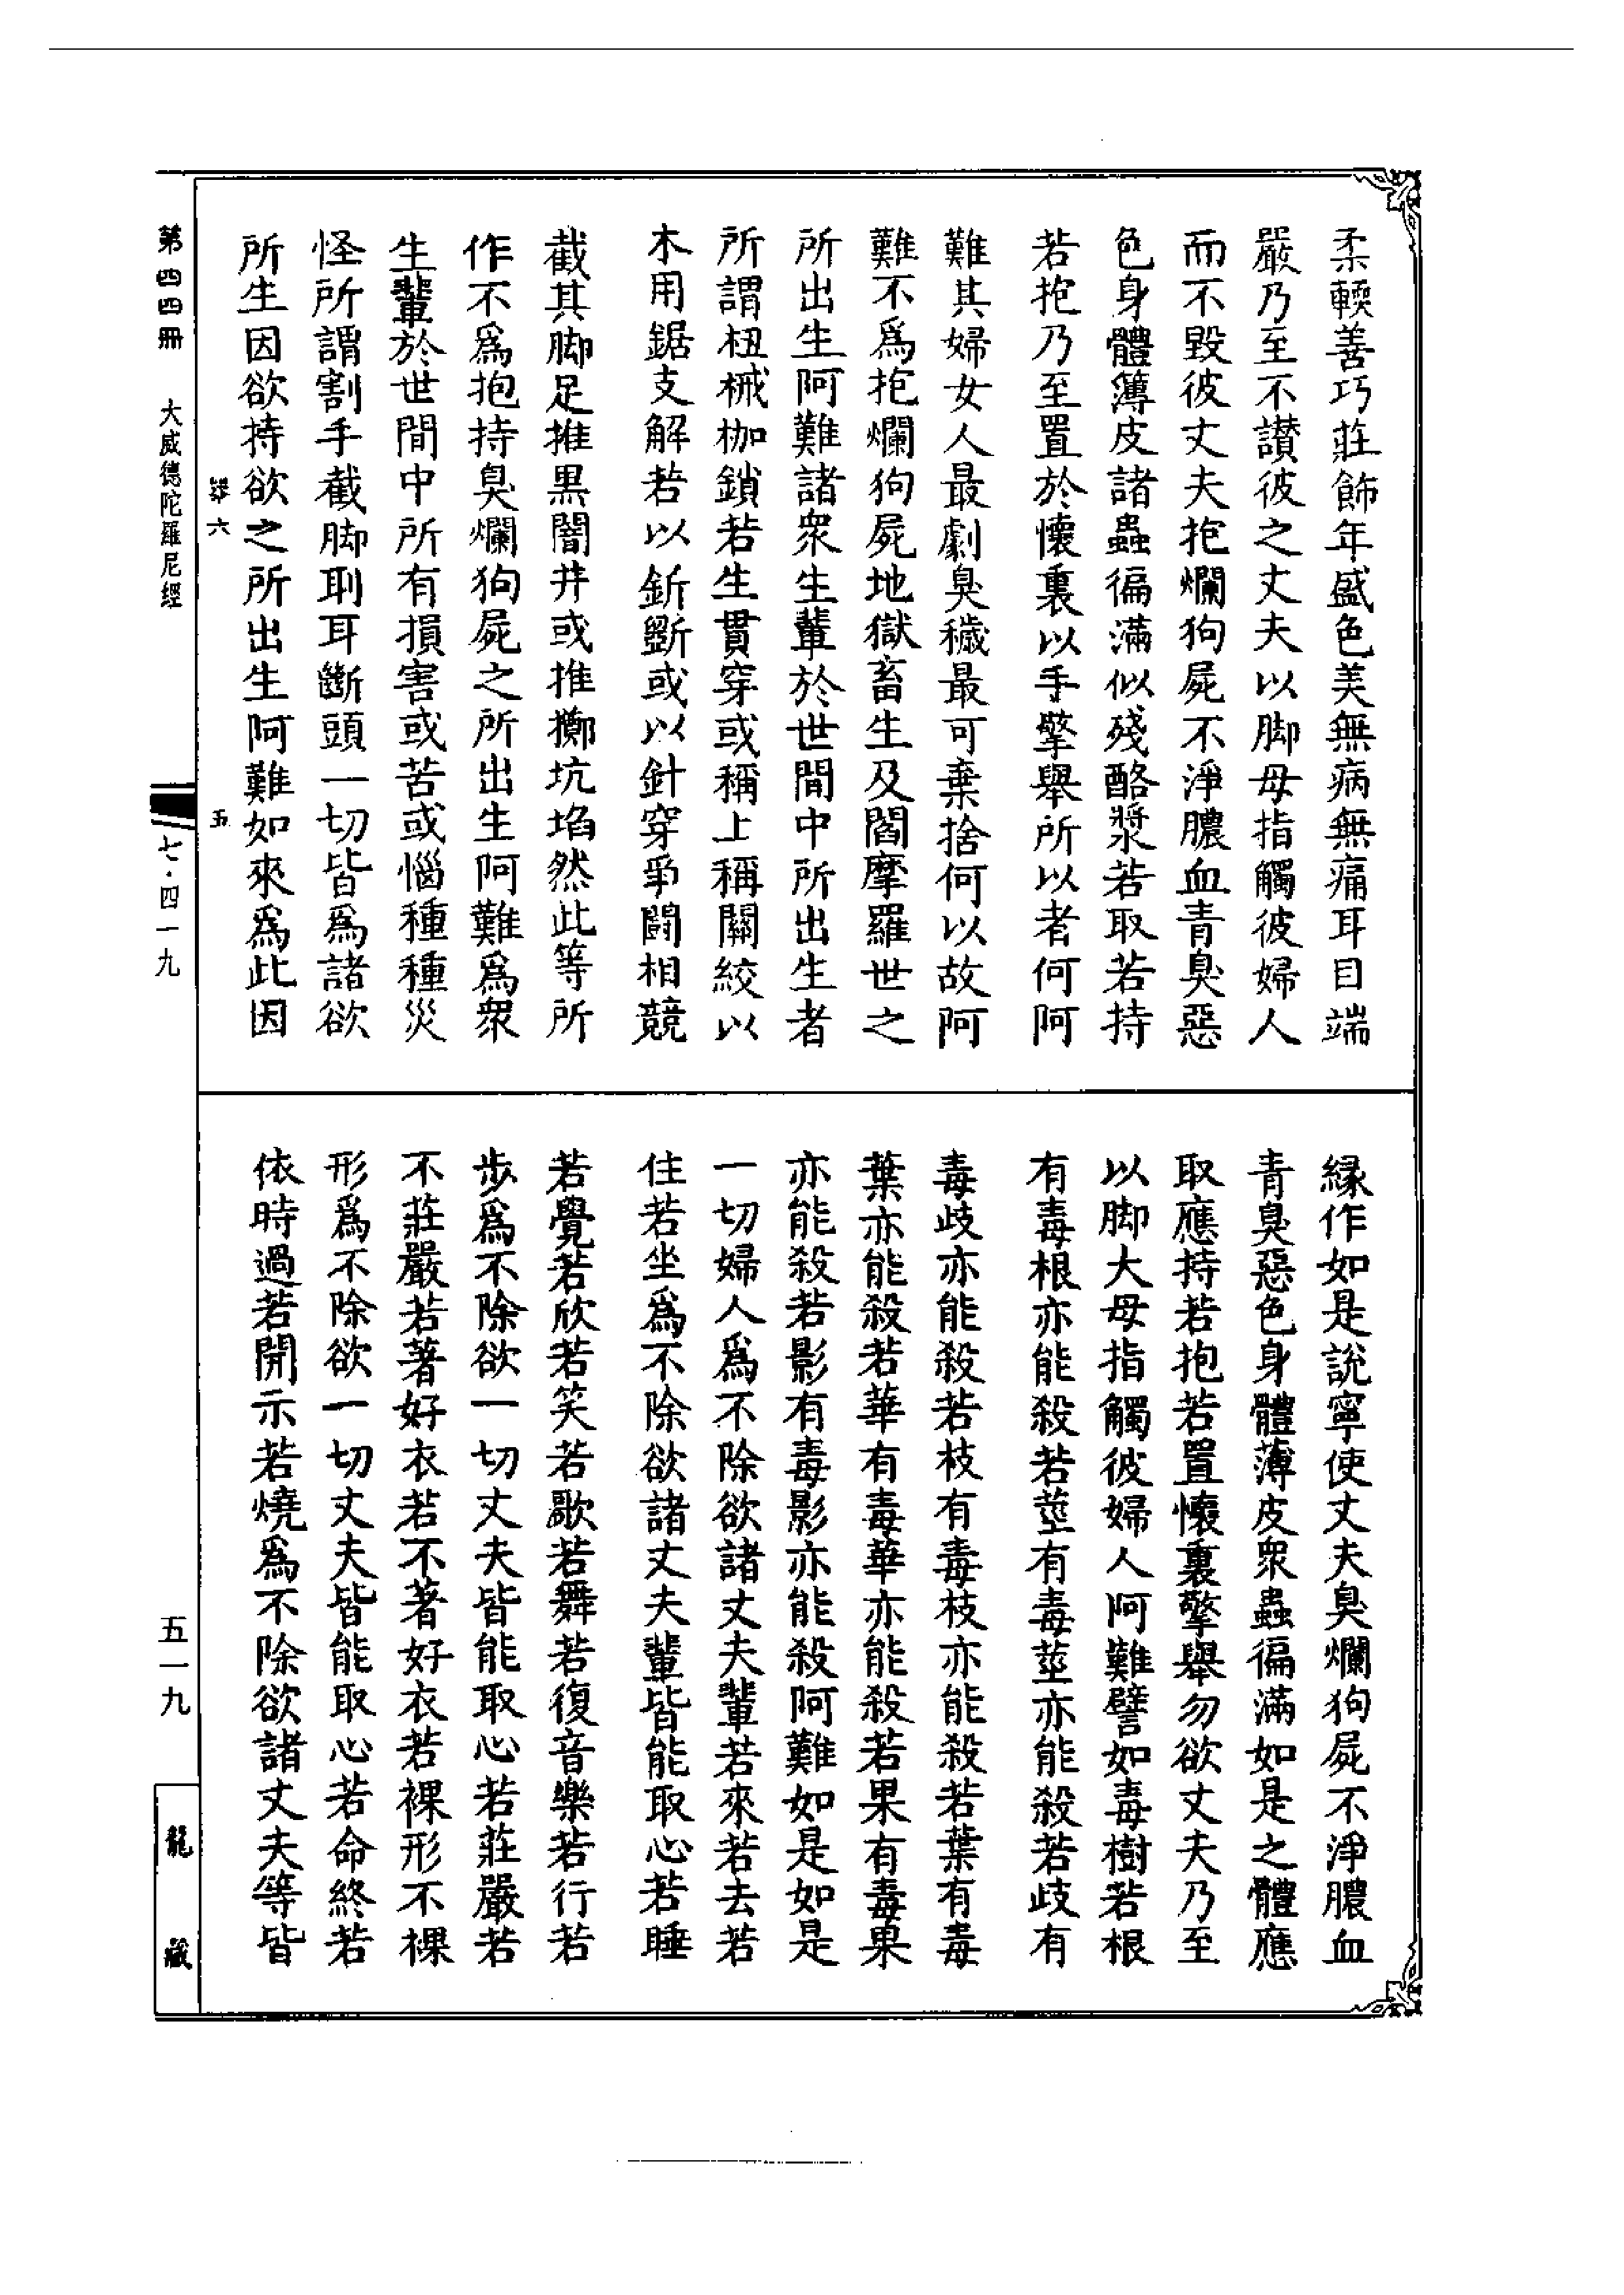 柔輭善巧莊飾年盛色美無病無痛耳目端
嚴乃至不讃彼之丈夫以脚母指觸彼婦人
而不毀彼丈夫抱爛狗屍不淨膿血青臭惡
色身體薄皮諸蟲徧滿似殘酪漿若取若持
若抱乃至置於懷裏以手擎舉所以者何阿
難其婦女人最劇臭穢最可棄捨何以故阿
難不爲抱爛狗屍地獄畜生及閻摩羅世之
所出生阿難諸衆生輩於世間中所出生者
所謂杻械枷鎖若生貫穿或稱上稱關絞以
木用鋸支解若以斧斷或以針穿爭鬪相競
截其脚足推黑闇井或推擲坑埳然此等所
作不爲抱持臭爛狗屍之所出生阿難爲衆
生輩於世間中所有損害或苦或惱種種災
怪所謂割手截脚刵耳斷頭一切皆爲諸欲
所生因欲持欲之所出生阿難如來爲此因
緣作如是說寧使丈夫臭爛狗屍不淨膿血
青臭惡色身體薄皮衆蟲徧滿如是之體應
取應持若抱若置懷裏擎舉勿欲丈夫乃至
以脚大母指觸彼婦人阿難譬如毒樹若根
有毒根亦能殺若莖有毒莖亦能殺若歧有
毒歧亦能殺若枝有毒枝亦能殺若葉有毒
葉亦能殺若華有毒華亦能殺若果有毒果
亦能殺若影有毒影亦能殺阿難如是如是
一切婦人爲不除欲諸丈夫輩若來若去若
住若坐爲不除欲諸丈夫輩皆能取心若睡
若覺若欣若笑若歌若舞若復音樂若行若
步爲不除欲一切丈夫皆能取心若莊嚴若
不莊嚴若著好衣若不著好衣若裸形不裸
形爲不除欲一切丈夫皆能取心若命終若
依時過若開示若燒爲不除欲諸丈夫等皆
六
五
第四四冊
大威德陀羅尼經
七·四一九
五一九
龍藏